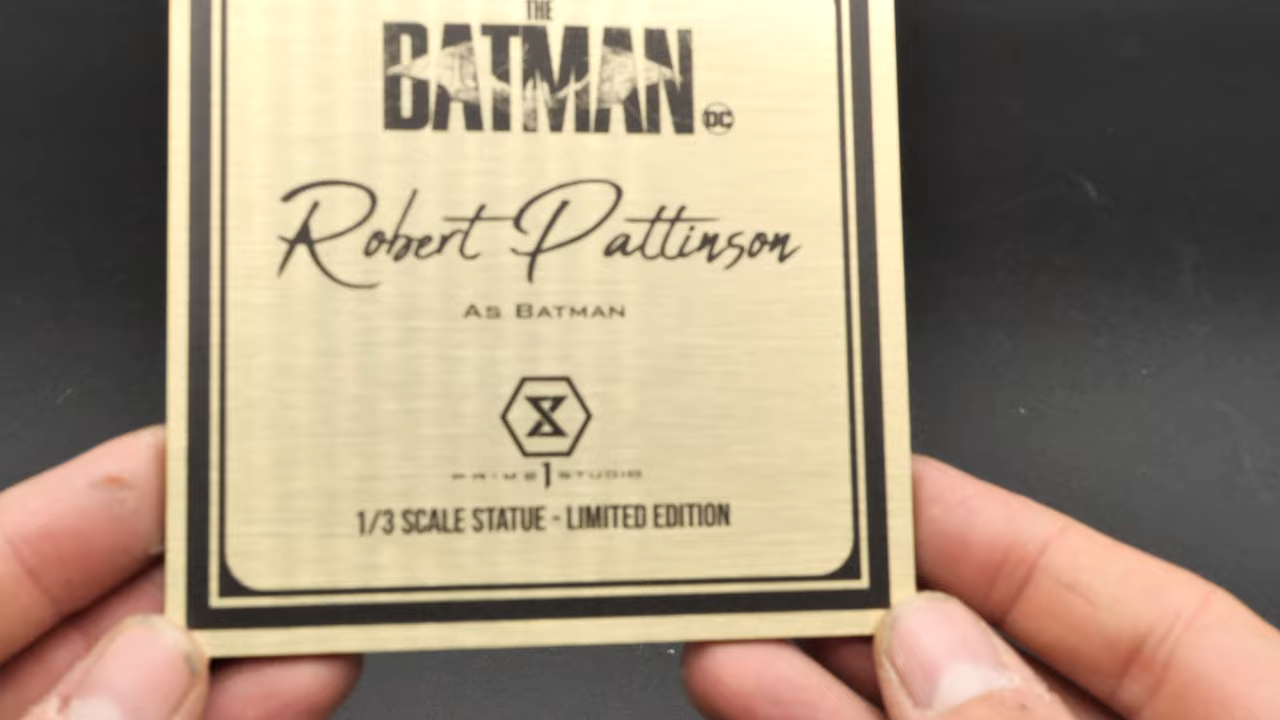 THE
BATMAN
DC
Robert Pattinson
AS BATMAN
PRIME 1 STUDIO
1/3 SCALE STATUE - LIMITED EDITION